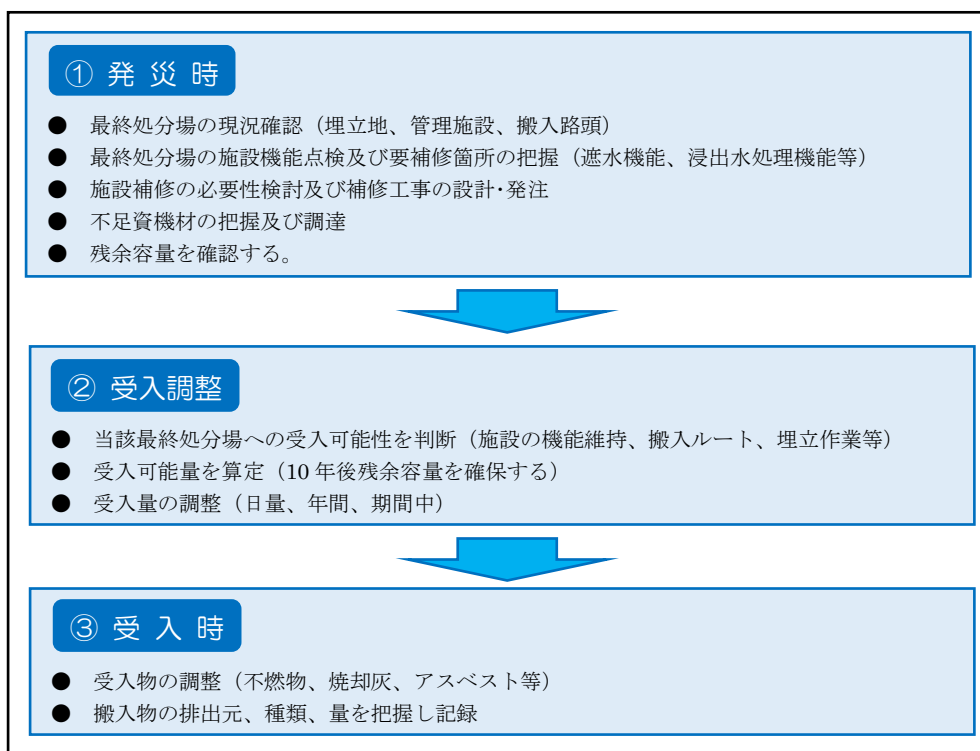 ① 発 災 時
● 最終処分場の現況確認（埋立地、管理施設、搬入路頭）
● 最終処分場の施設機能点検及び要補修箇所の把握（遮水機能、浸出水処理機能等）
● 施設補修の必要性検討及び補修工事の設計･発注
● 不足資機材の把握及び調達
● 残余容量を確認する。
② 受入調整
● 当該最終処分場への受入可能性を判断（施設の機能維持、搬入ルート、埋立作業等）
● 受入可能量を算定（10 年後残余容量を確保する）
● 受入量の調整（日量、年間、期間中）
③ 受 入 時
● 受入物の調整（不燃物、焼却灰、アスベスト等）
● 搬入物の排出元、種類、量を把握し記録